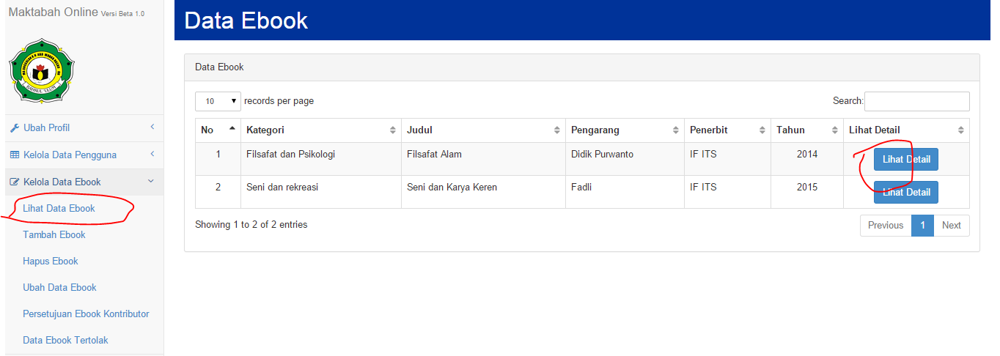 Maktabah Online Versi Beta 1.0
BAHRUL ULUM
Ubah Profil
Kelola Data Pengguna
Kelola Data Ebook
Lihat Data Ebook
Tambah Ebook
Hapus Ebook
Ubah Data Ebook
Persetujuan Ebook Kontributor
Data Ebook Tertolak
Data Ebook
Data Ebook
10 records per page Search:
No Kategori Judul Pengarang Penerbit Tahun Lihat Detail
1 Filsafat dan Psikologi Filsafat Alam Didik Purwanto IF ITS 2014 Lihat Detail
2 Seni dan rekreasi Seni dan Karya Keren Fadli IF ITS 2015 Lihat Detail
Showing 1 to 2 of 2 entries Previous 1 Next